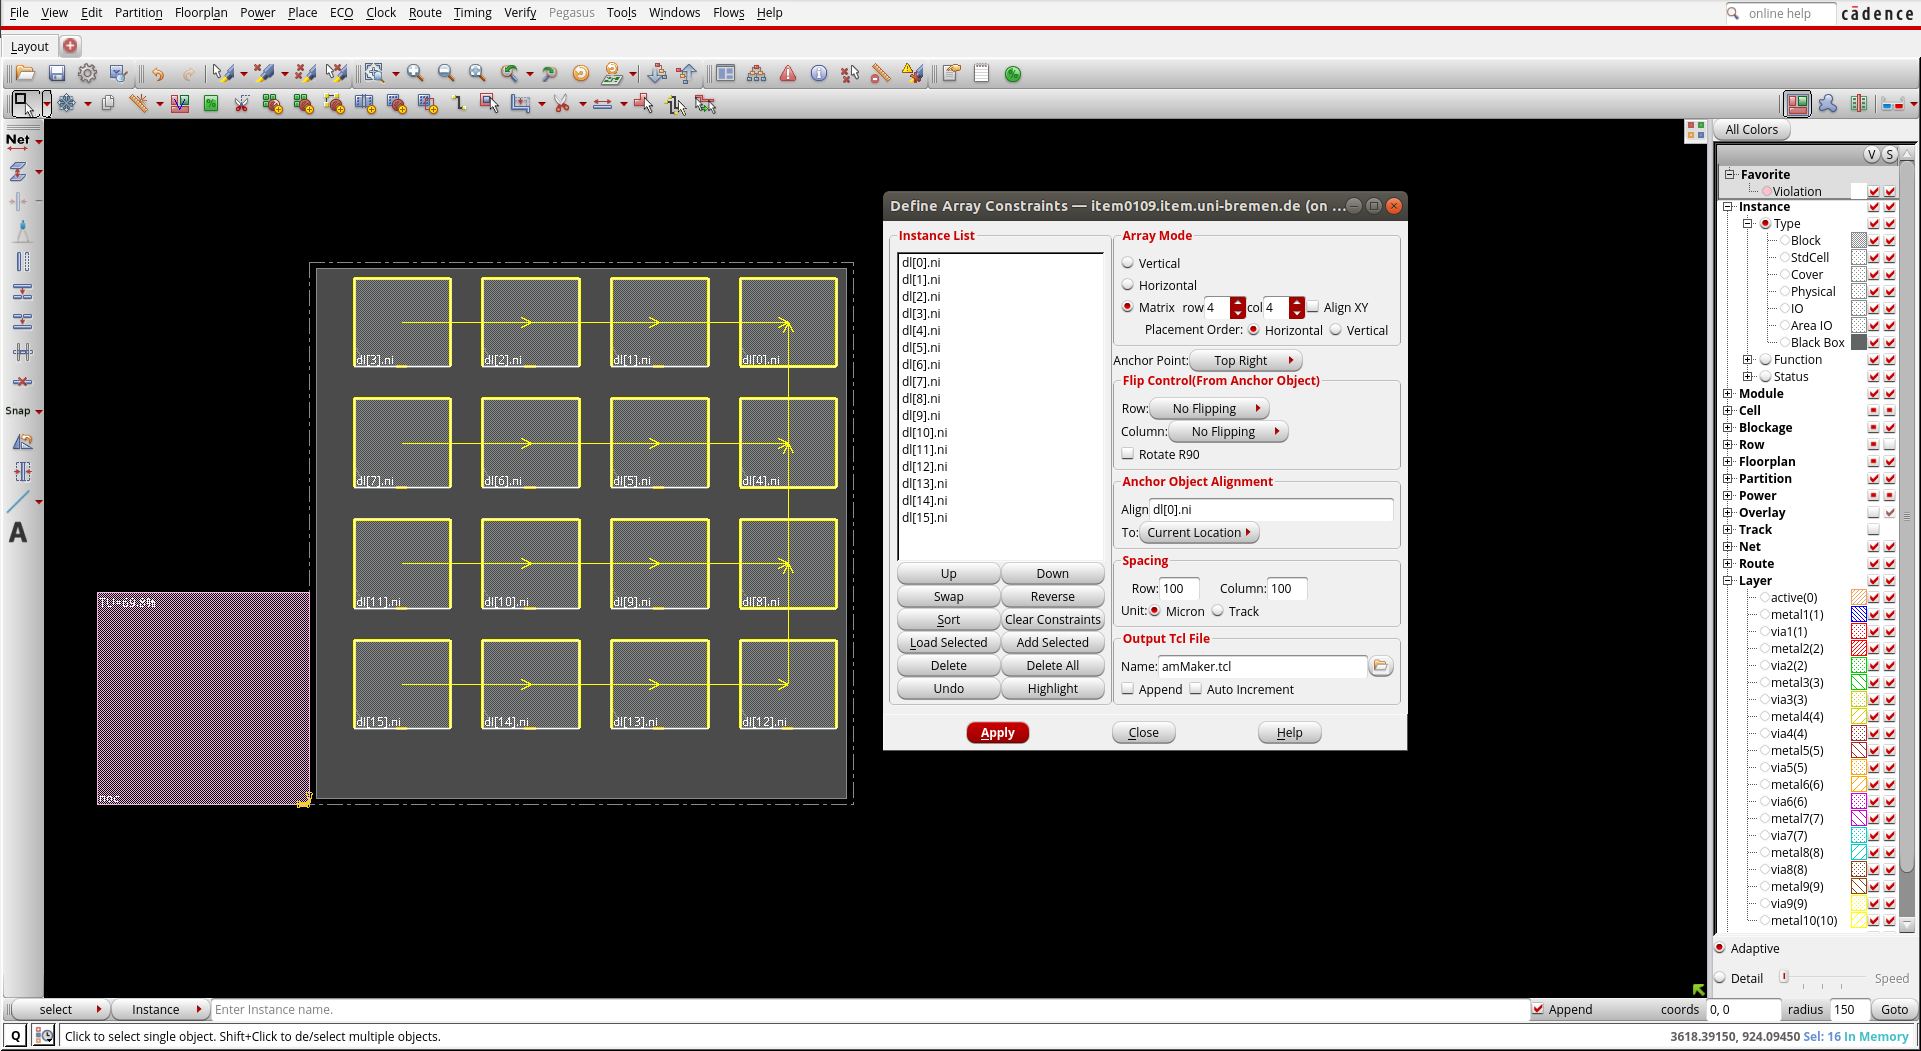 File View Edit Partition Floorplan Power Place ECO Clock Route Timing Verify Pegasus Tools Windows Flows Help
online help
cādence
Layout
All Colors
Net
Snap
A
V S
Favorite
Violation
Instance
Type
Block
StdCell
Cover
Physical
IO
Area IO
Black Box
Function
Status
Module
Cell
Blockage
Row
Floorplan
Partition
Power
Overlay
Track
Net
Route
Layer
active(0)
metal1(1)
via1(1)
metal2(2)
via2(2)
metal3(3)
via3(3)
metal4(4)
via4(4)
metal5(5)
via5(5)
metal6(6)
via6(6)
metal7(7)
via7(7)
metal8(8)
via8(8)
metal9(9)
via9(9)
metal10(10)
Adaptive
Detail Speed
dl[3].ni dl[2].ni dl[1].ni dl[0].ni
dl[7].ni dl[6].ni dl[5].ni dl[4].ni
dl[11].ni dl[10].ni dl[9].ni dl[8].ni
dl[15].ni dl[14].ni dl[13].ni dl[12].ni
TU=69.8%
noc
Define Array Constraints — item0109.item.uni-bremen.de (on ...
Instance List
dl[0].ni
dl[1].ni
dl[2].ni
dl[3].ni
dl[4].ni
dl[5].ni
dl[6].ni
dl[7].ni
dl[8].ni
dl[9].ni
dl[10].ni
dl[11].ni
dl[12].ni
dl[13].ni
dl[14].ni
dl[15].ni
Up Down
Swap Reverse
Sort Clear Constraints
Load Selected Add Selected
Delete Delete All
Undo Highlight
Array Mode
Vertical
Horizontal
Matrix row 4 col 4 Align XY
Placement Order: Horizontal Vertical
Anchor Point: Top Right
Flip Control(From Anchor Object)
Row: No Flipping
Column: No Flipping
Rotate R90
Anchor Object Alignment
Align dl[0].ni
To: Current Location
Spacing
Row: 100 Column: 100
Unit: Micron Track
Output Tcl File
Name: amMaker.tcl
Append Auto Increment
Apply Close Help
select Instance Enter Instance name. Append coords 0, 0 radius 150 Goto
Q Click to select single object. Shift+Click to de/select multiple objects. 3618.39150, 924.09450 Sel: 16 In Memory